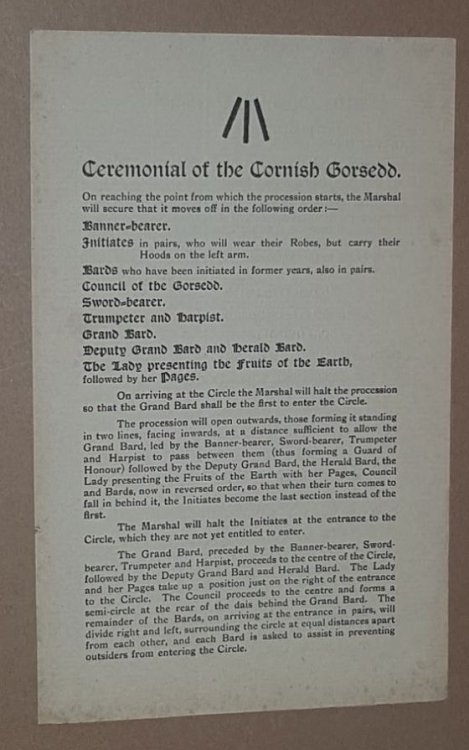 Ceremonial of the Cornish Gorsedd.
On reaching the point from which the procession starts, the Marshal
will secure that it moves off in the following order :—
Banner-bearer.
Initiates in pairs, who will wear their Robes, but carry their
Hoods on the left arm.
Bards who have been initiated in former years, also in pairs.
Council of the Gorsedd.
Sword-bearer.
Trumpeter and Harpist.
Grand Bard.
Deputy Grand Bard and Herald Bard.
The Lady presenting the Fruits of the Earth,
followed by her Pages.
On arriving at the Circle the Marshal will halt the procession
so that the Grand Bard shall be the first to enter the Circle.
The procession will open outwards, those forming it standing
in two lines, facing inwards, at a distance sufficient to allow the
Grand Bard, led by the Banner-bearer, Sword-bearer, Trumpeter
and Harpist to pass between them (thus forming a Guard of
Honour) followed by the Deputy Grand Bard, the Herald Bard, the
Lady presenting the Fruits of the Earth with her Pages, Council
and Bards, now in reversed order, so that when their turn comes to
fall in behind it, the Initiates become the last section instead of the
first.
The Marshal will halt the Initiates at the entrance to the
Circle, which they are not yet entitled to enter.
The Grand Bard, preceded by the Banner-bearer, Sword-
bearer, Trumpeter and Harpist, proceeds to the centre of the Circle,
followed by the Deputy Grand Bard and Herald Bard. The Lady
and her Pages take up a position just on the right of the entrance
to the Circle. The Council proceeds to the centre and forms a
semi-circle at the rear of the dais behind the Grand Bard. The
remainder of the Bards, on arriving at the entrance in pairs, will
divide right and left, surrounding the circle at equal distances apart
from each other, and each Bard is asked to assist in preventing
outsiders from entering the Circle.